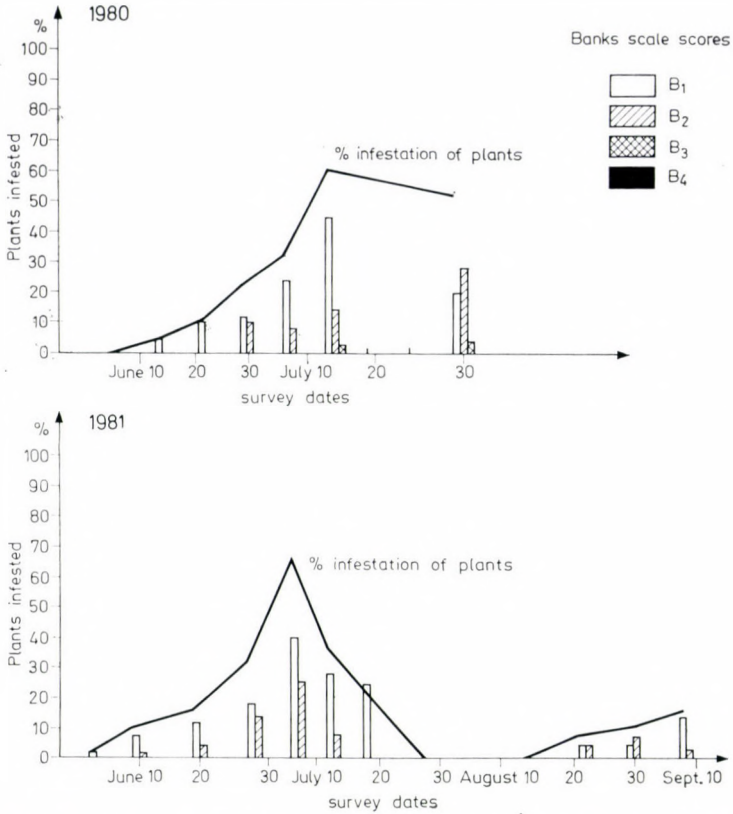 1980
Banks scale scores
B1
B2
B3
B4
%
100
90
80
70
60
50
40
30
20
10
0
Plants infested
% infestation of plants
June 10 20 30 July 10 20 30
survey dates
1981
%
100
90
80
70
60
50
40
30
20
10
0
Plants infested
% infestation of plants
June 10 20 30 July 10 20 30 August 10 20 30 Sept. 10
survey dates